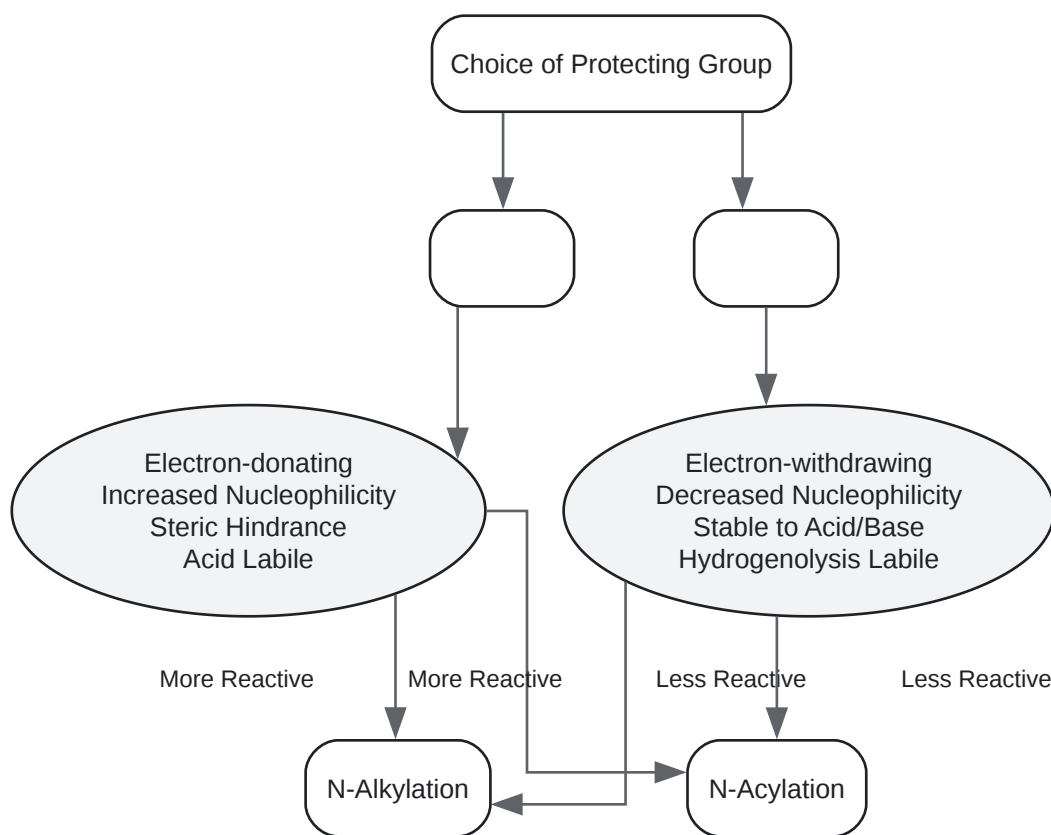 Choice of Protecting Group
Electron-donating
Increased Nucleophilicity
Steric Hindrance
Acid Labile
Electron-withdrawing
Decreased Nucleophilicity
Stable to Acid/Base
Hydrogenolysis Labile
More Reactive
More Reactive
Less Reactive
Less Reactive
N-Alkylation
N-Acylation